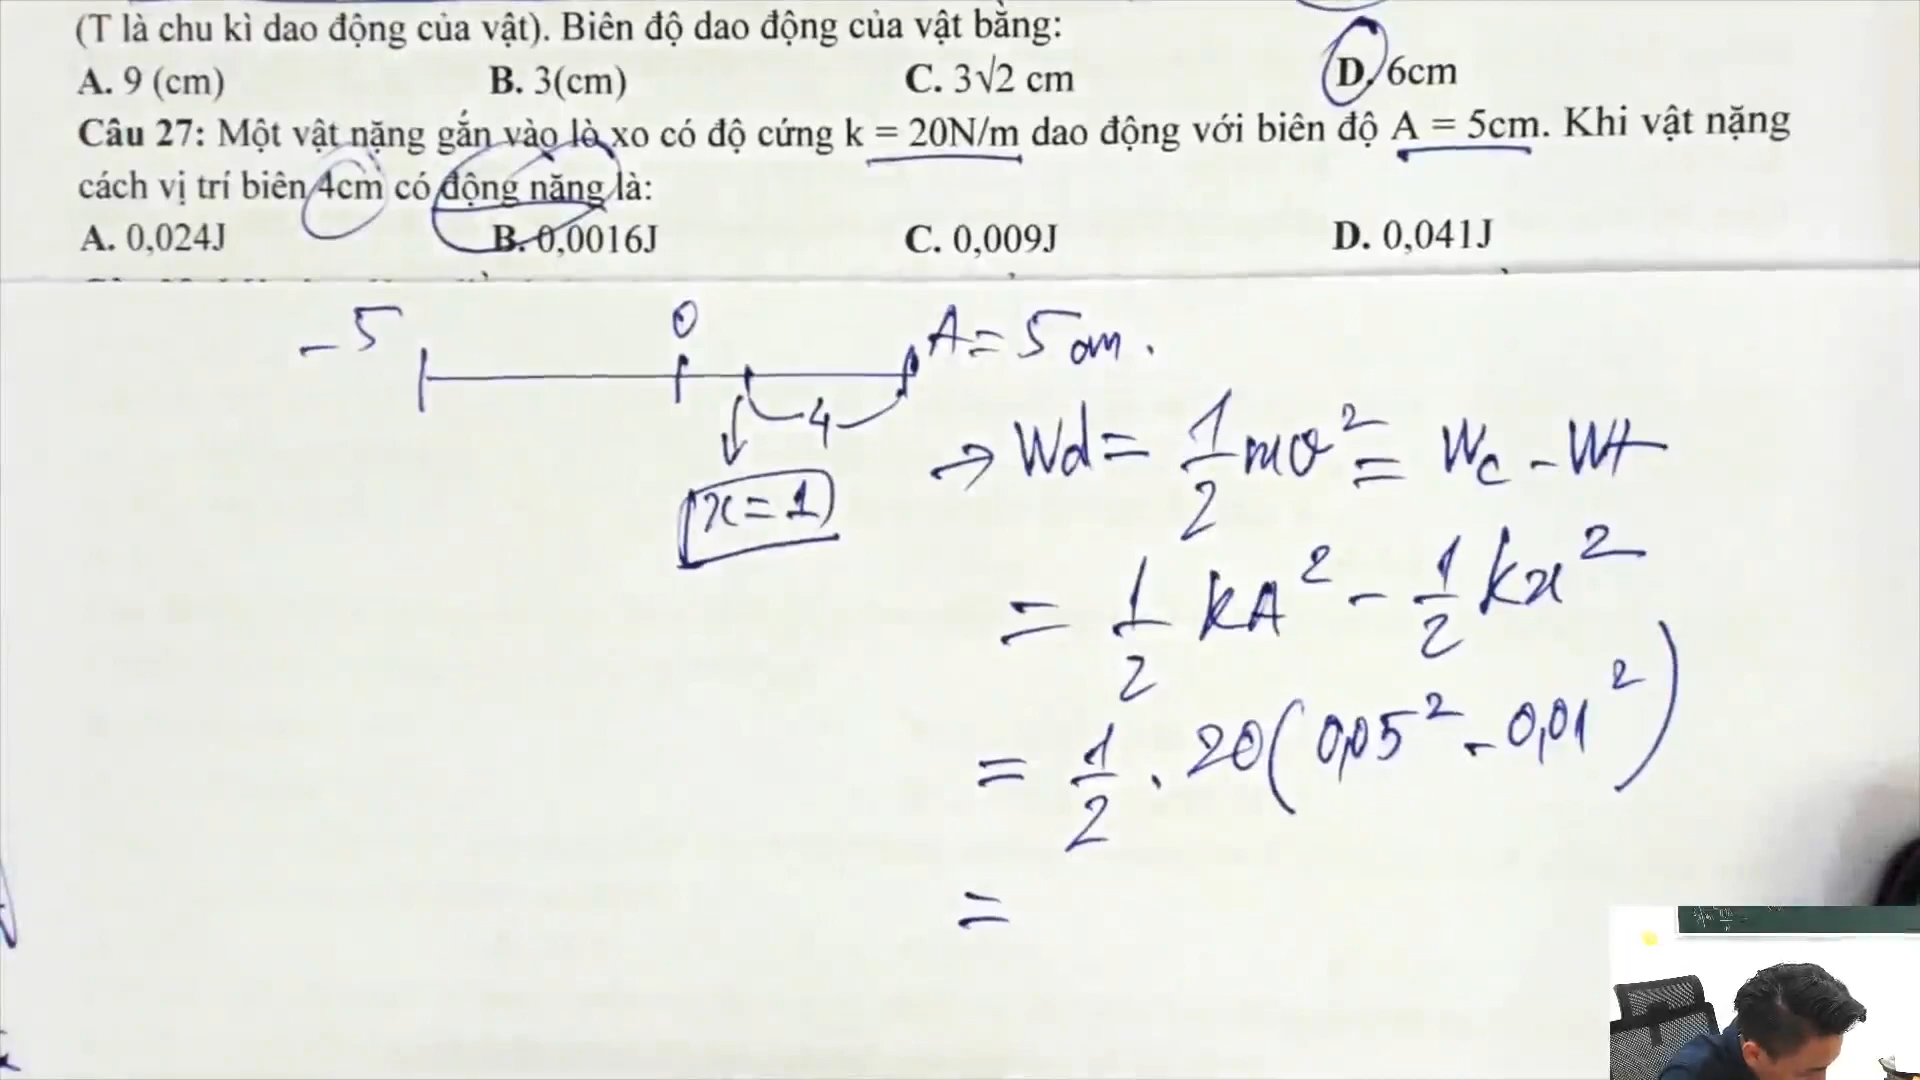 (T là chu kì dao động của vật). Biên độ dao động của vật bằng:
A. 9 (cm) B. 3(cm) C. 3√2 cm D. 6cm
Câu 27: Một vật nặng gắn vào lò xo có độ cứng k = 20N/m dao động với biên độ A = 5cm. Khi vật nặng
cách vị trí biên 4cm có động năng là:
A. 0,024J B. 0,0016J C. 0,009J D. 0,041J
-5 0 A = 5cm.
4
x = 1
→ Wd = 1/2 mv² = Wc - Wt
= 1/2 kA² - 1/2 kx²
= 1/2 . 20(0,05² - 0,01²)
=